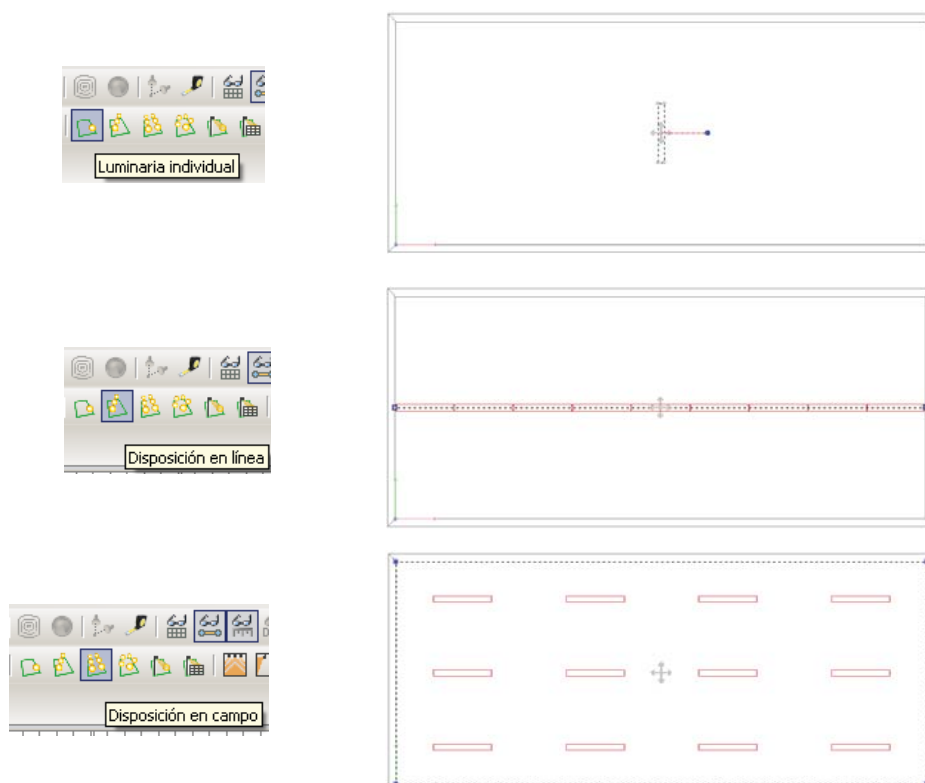 Luminaria individual
Disposición en línea
Disposición en campo